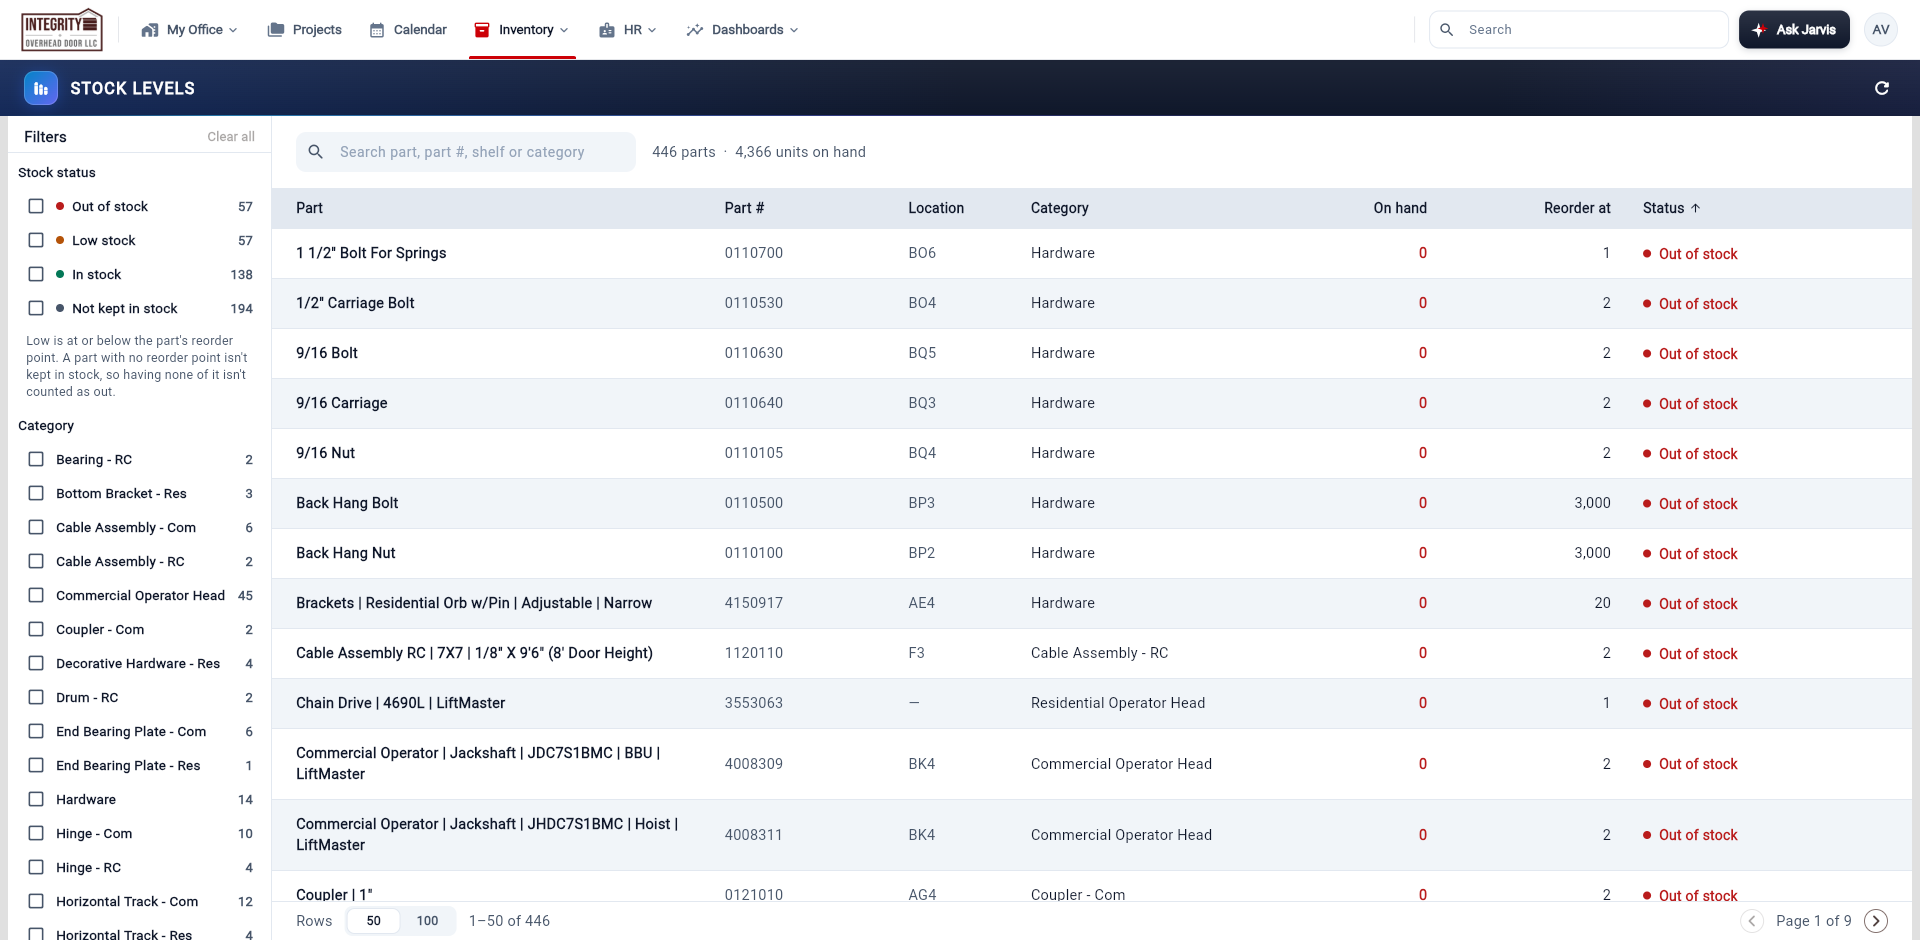 INTEGRITY
OVERHEAD DOOR LLC
My Office
Projects
Calendar
Inventory
HR
Dashboards
Search
Ask Jarvis
AV
STOCK LEVELS
Filters
Clear all
Stock status
Out of stock 57
Low stock 57
In stock 138
Not kept in stock 194
Low is at or below the part's reorder
point. A part with no reorder point isn't
kept in stock, so having none of it isn't
counted as out.
Category
Bearing - RC 2
Bottom Bracket - Res 3
Cable Assembly - Com 6
Cable Assembly - RC 2
Commercial Operator Head 45
Coupler - Com 2
Decorative Hardware - Res 4
Drum - RC 2
End Bearing Plate - Com 6
End Bearing Plate - Res 1
Hardware 14
Hinge - Com 10
Hinge - RC 4
Horizontal Track - Com 12
Horizontal Track - Res 4
Search part, part #, shelf or category
446 parts · 4,366 units on hand
Part Part # Location Category On hand Reorder at Status ↑
1 1/2" Bolt For Springs 0110700 BO6 Hardware 0 1 Out of stock
1/2" Carriage Bolt 0110530 BO4 Hardware 0 2 Out of stock
9/16 Bolt 0110630 BQ5 Hardware 0 2 Out of stock
9/16 Carriage 0110640 BQ3 Hardware 0 2 Out of stock
9/16 Nut 0110105 BQ4 Hardware 0 2 Out of stock
Back Hang Bolt 0110500 BP3 Hardware 0 3,000 Out of stock
Back Hang Nut 0110100 BP2 Hardware 0 3,000 Out of stock
Brackets | Residential Orb w/Pin | Adjustable | Narrow 4150917 AE4 Hardware 0 20 Out of stock
Cable Assembly RC | 7X7 | 1/8" X 9'6" (8' Door Height) 1120110 F3 Cable Assembly - RC 0 2 Out of stock
Chain Drive | 4690L | LiftMaster 3553063 — Residential Operator Head 0 1 Out of stock
Commercial Operator | Jackshaft | JDC7S1BMC | BBU |
LiftMaster 4008309 BK4 Commercial Operator Head 0 2 Out of stock
Commercial Operator | Jackshaft | JHDC7S1BMC | Hoist |
LiftMaster 4008311 BK4 Commercial Operator Head 0 2 Out of stock
Coupler | 1" 0121010 AG4 Coupler - Com 0 2 Out of stock
Rows 50 100 1–50 of 446
Page 1 of 9